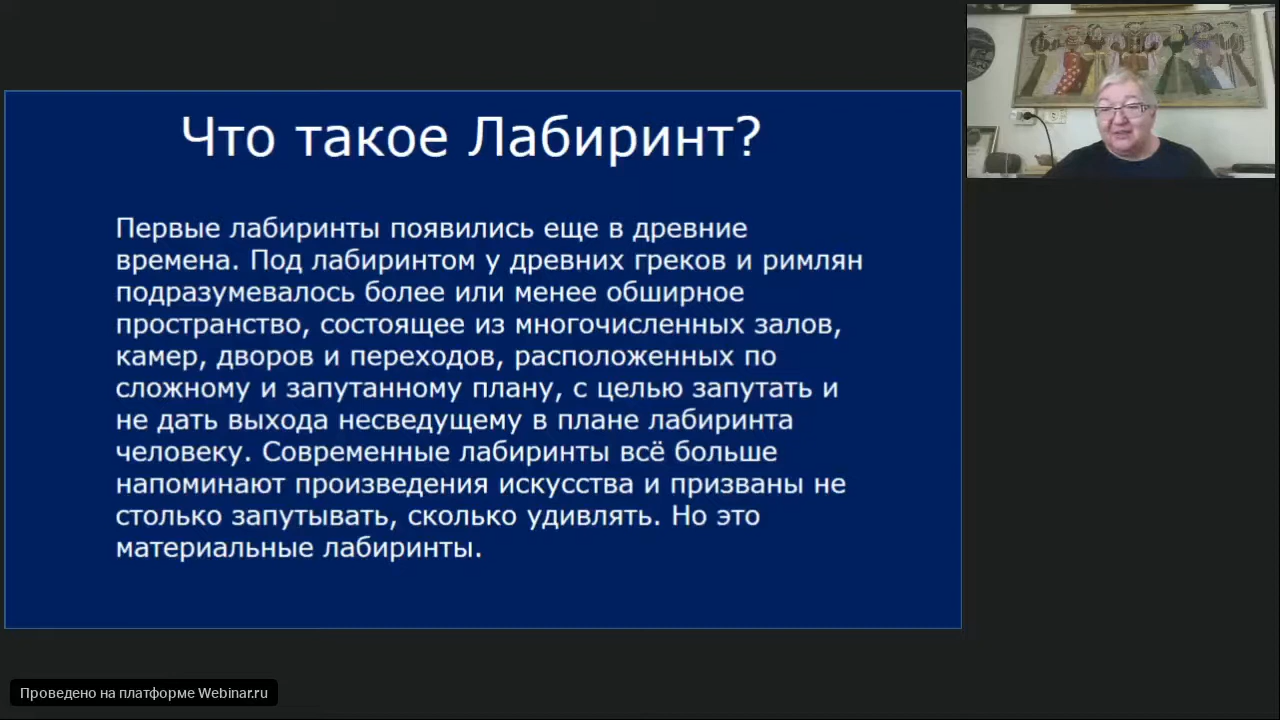 Что такое Лабиринт?
Первые лабиринты появились еще в древние
времена. Под лабиринтом у древних греков и римлян
подразумевалось более или менее обширное
пространство, состоящее из многочисленных залов,
камер, дворов и переходов, расположенных по
сложному и запутанному плану, с целью запутать и
не дать выхода несведущему в плане лабиринта
человеку. Современные лабиринты всё больше
напоминают произведения искусства и призваны не
столько запутывать, сколько удивлять. Но это
материальные лабиринты.
Проведено на платформе Webinar.ru